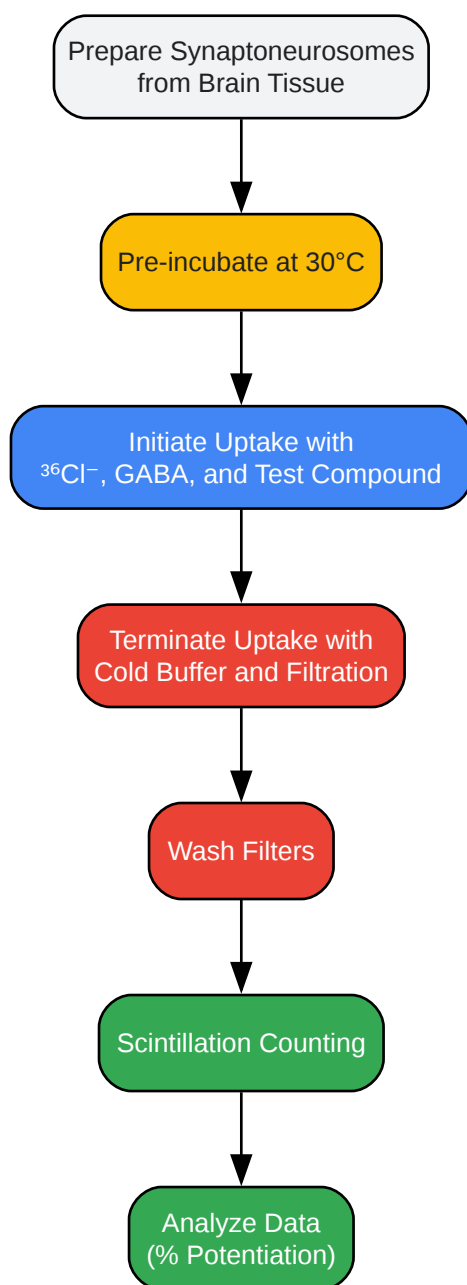 Prepare Synaptoneurosomes
from Brain Tissue
Pre-incubate at 30°C
Initiate Uptake with
³⁶Cl⁻, GABA, and Test Compound
Terminate Uptake with
Cold Buffer and Filtration
Wash Filters
Scintillation Counting
Analyze Data
(% Potentiation)